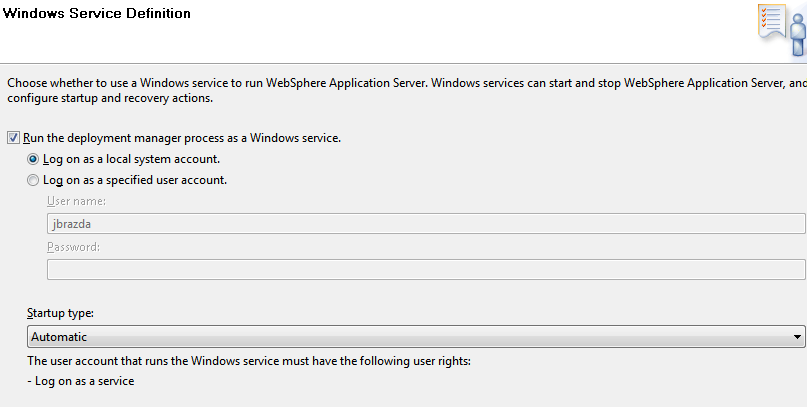 Windows Service Definition
Choose whether to use a Windows service to run WebSphere Application Server. Windows services can start and stop WebSphere Application Server, and
configure startup and recovery actions.
Run the deployment manager process as a Windows service.
Log on as a local system account.
Log on as a specified user account.
User name:
jbrazda
Password:
Startup type:
Automatic
The user account that runs the Windows service must have the following user rights:
- Log on as a service